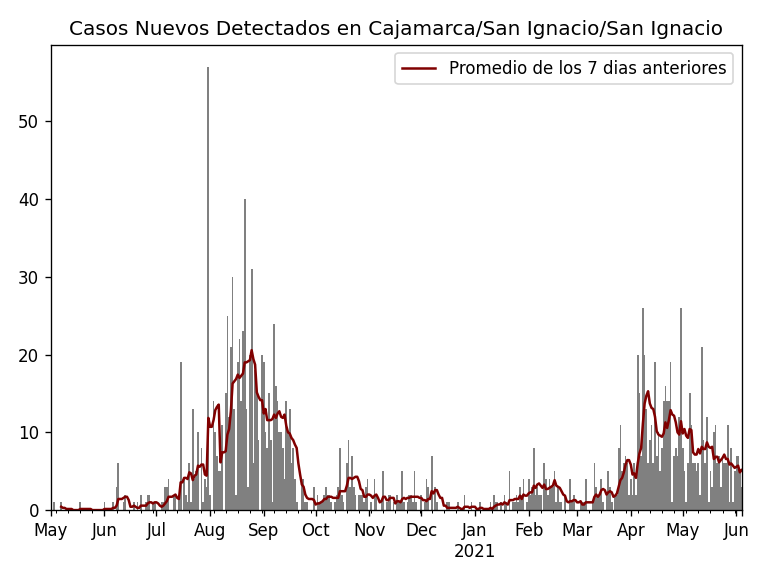 Casos Nuevos Detectados en Cajamarca/San Ignacio/San Ignacio
Promedio de los 7 dias anteriores
50
40
30
20
10
0
May Jun Jul Aug Sep Oct Nov Dec Jan Feb Mar Apr May Jun
2021